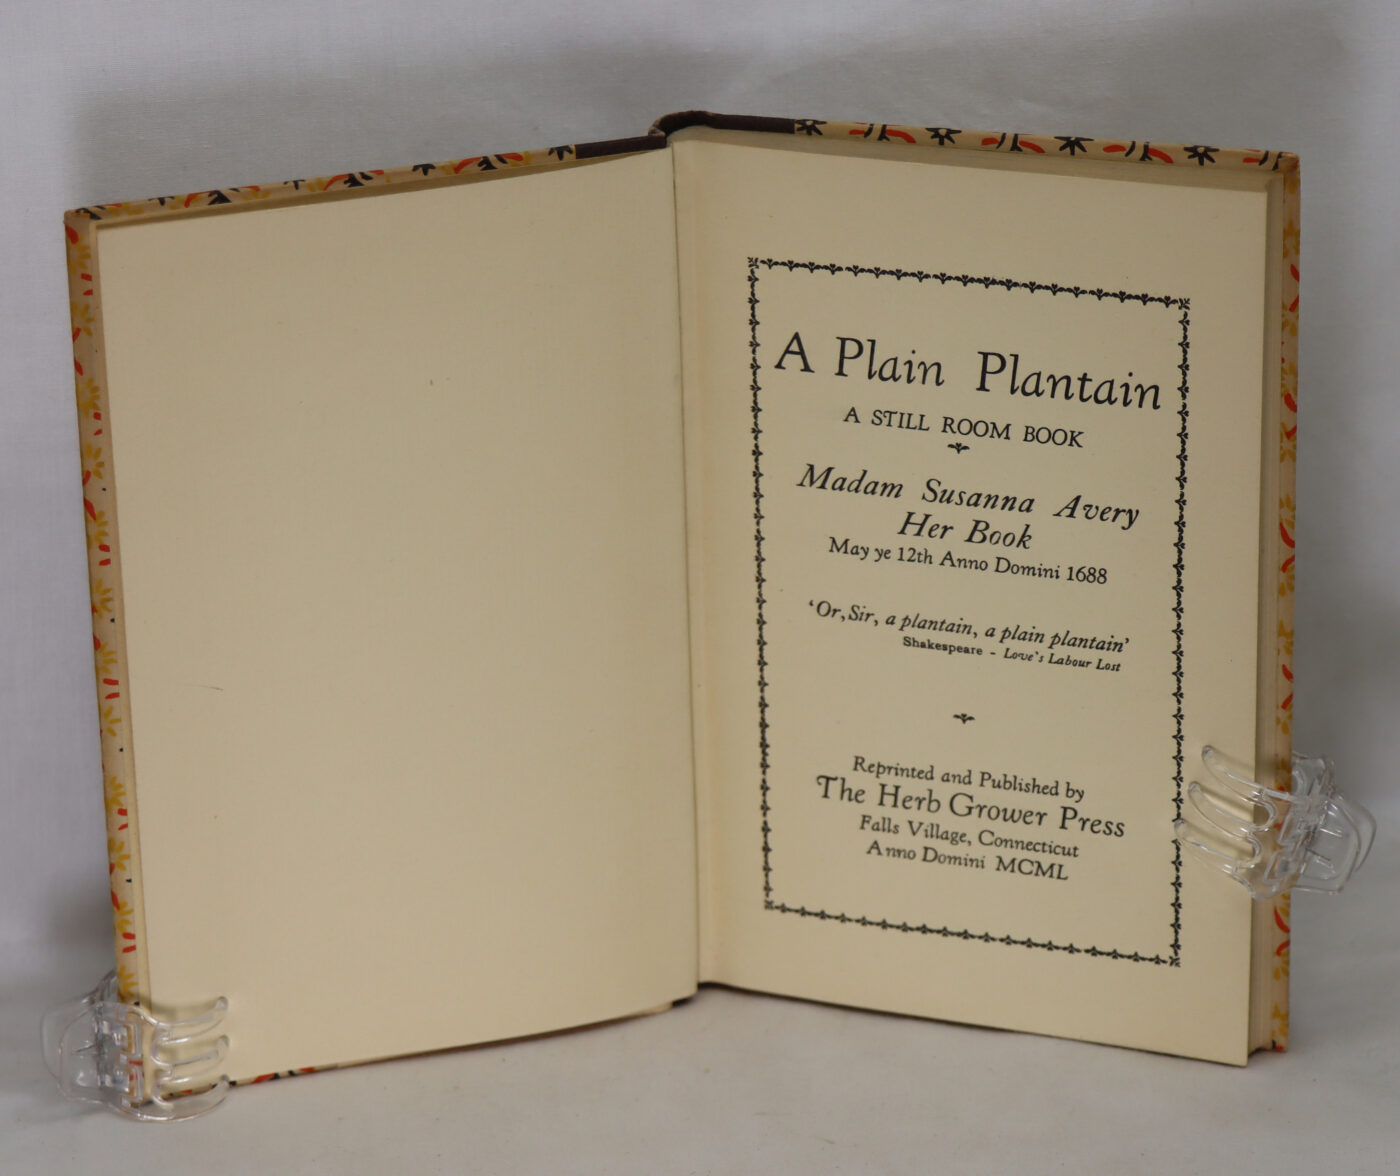 A Plain Plantain
A STILL ROOM BOOK
Madam Susanna Avery
Her Book
May ye 12th Anno Domini 1688
‘Or, Sir, a plantain, a plain plantain’
Shakespeare - Love's Labour Lost
Reprinted and Published by
The Herb Grower Press
Falls Village, Connecticut
Anno Domini MCML